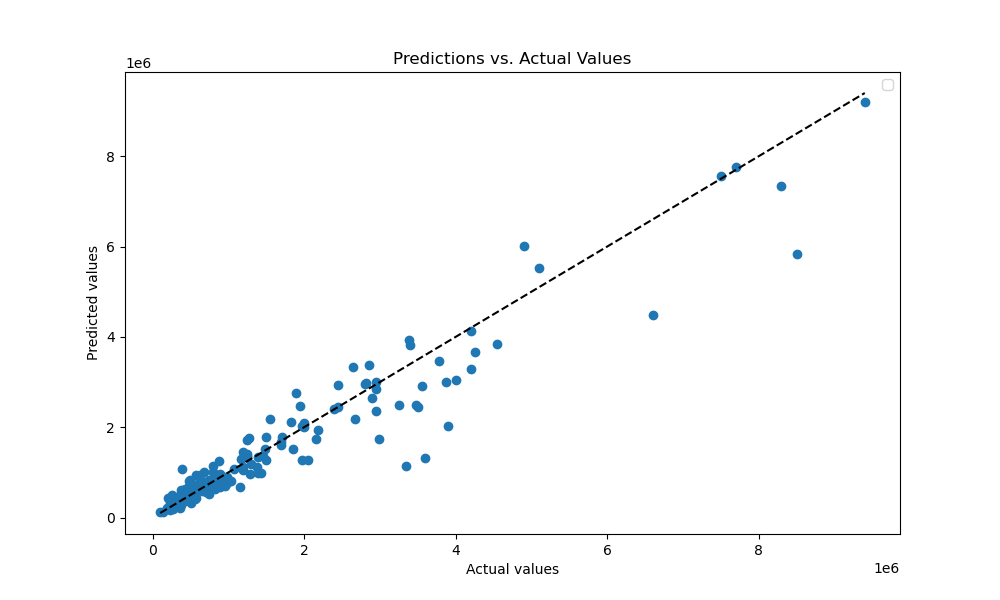 Predictions vs. Actual Values
1e6
8
6
4
2
0
Predicted values
0 2 4 6 8
1e6
Actual values